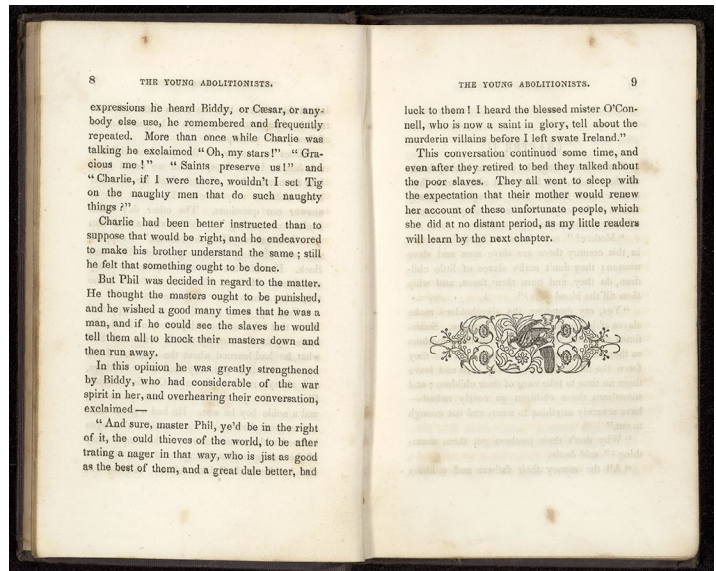 8 THE YOUNG ABOLITIONISTS.
expressions he heard Biddy, or Cæsar, or any-
body else use, he remembered and frequently
repeated. More than once while Charlie was
talking he exclaimed “Oh, my stars!” “Gra-
cious me!” “Saints preserve us!” and
“Charlie, if I were there, wouldn’t I set Tig
on the naughty men that do such naughty
things?”
Charlie had been better instructed than to
suppose that would be right, and he endeavored
to make his brother understand the same; still
he felt that something ought to be done.
But Phil was decided in regard to the matter.
He thought the masters ought to be punished,
and he wished a good many times that he was a
man, and if he could see the slaves he would
tell them all to knock their masters down and
then run away.
In this opinion he was greatly strengthened
by Biddy, who had considerable of the war
spirit in her, and overhearing their conversation,
exclaimed —
“And sure, master Phil, ye’d be in the right
of it, the ould thieves of the world, to be after
trating a nager in that way, who is jist as good
as the best of them, and a great dale better, bad
THE YOUNG ABOLITIONISTS. 9
luck to them! I heard the blessed mister O’Con-
nell, who is now a saint in glory, tell about the
murderin villains before I left swate Ireland.”
This conversation continued some time, and
even after they retired to bed they talked about
the poor slaves. They all went to sleep with
the expectation that their mother would renew
her account of these unfortunate people, which
she did at no distant period, as my little readers
will learn by the next chapter.